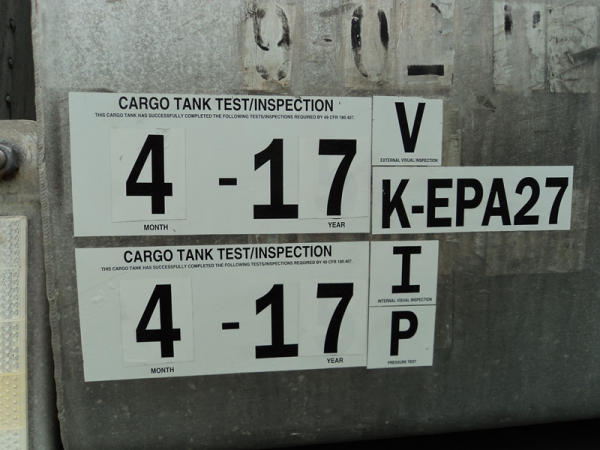 CARGO TANK TEST/INSPECTION
THIS CARGO TANK HAS SUCCESSFULLY COMPLETED THE FOLLOWING TESTS/INSPECTIONS REQUIRED BY 49 CFR 180.407.
4 -17
MONTH YEAR
V
EXTERNAL VISUAL INSPECTION
K-EPA27
CARGO TANK TEST/INSPECTION
THIS CARGO TANK HAS SUCCESSFULLY COMPLETED THE FOLLOWING TESTS/INSPECTIONS REQUIRED BY 49 CFR 180.407.
4 -17
MONTH YEAR
I
INTERNAL VISUAL INSPECTION
P
PRESSURE TEST